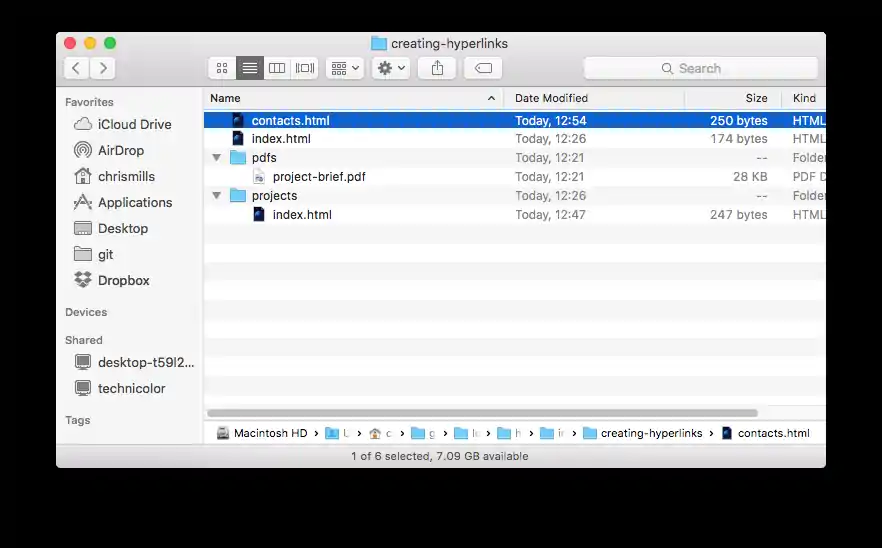 creating-hyperlinks
Search
Favorites
iCloud Drive
AirDrop
chrismills
Applications
Desktop
git
Dropbox
Devices
Shared
desktop-t59l2...
technicolor
Tags
Name Date Modified Size Kind
contacts.html Today, 12:54 250 bytes HTML
index.html Today, 12:26 174 bytes HTML
pdfs Today, 12:21 -- Folder
project-brief.pdf Today, 12:21 28 KB PDF D
projects Today, 12:26 -- Folder
index.html Today, 12:47 247 bytes HTML
Macintosh HD › › c › g › › h › › creating-hyperlinks › contacts.html
1 of 6 selected, 7.09 GB available